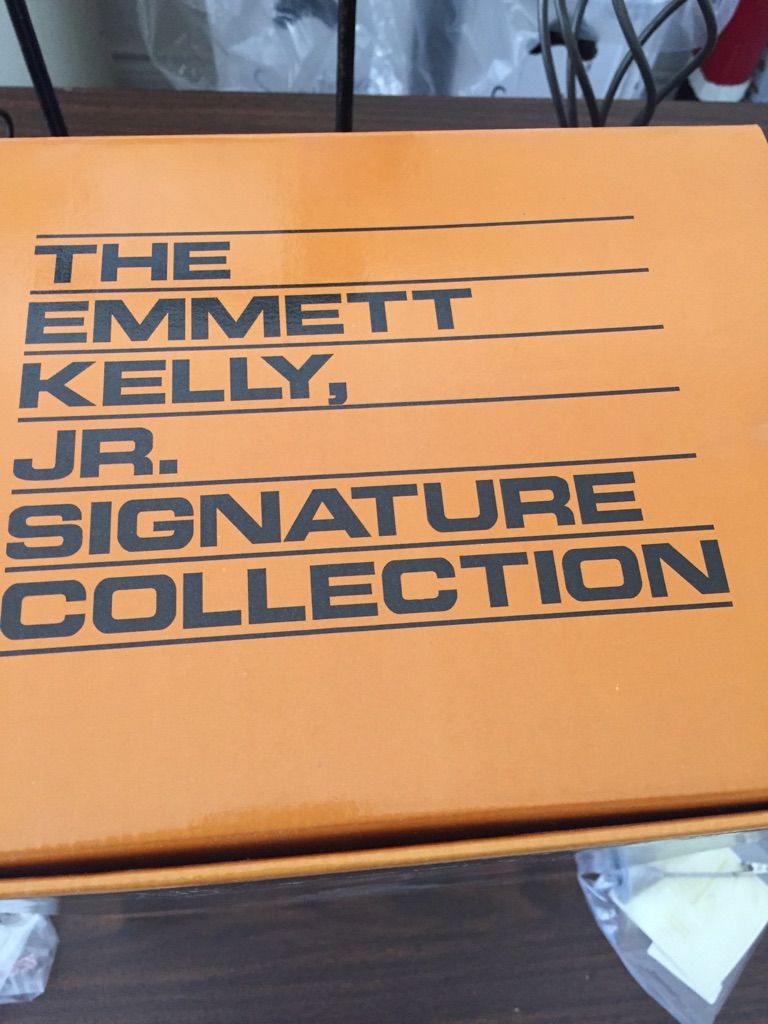 THE
EMMETT
KELLY,
JR.
SIGNATURE
COLLECTION